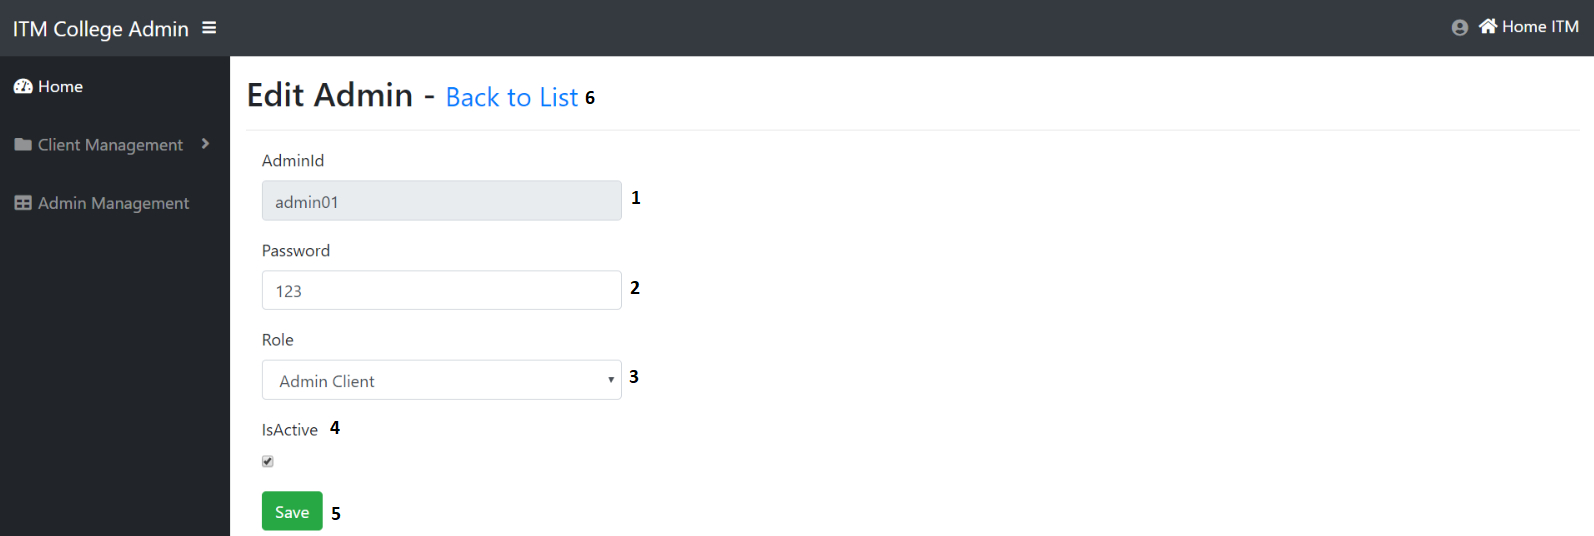 ITM College Admin
Home ITM
Home
Client Management
Admin Management
Edit Admin - Back to List 6
AdminId
admin01 1
Password
123 2
Role
Admin Client 3
IsActive 4
Save 5